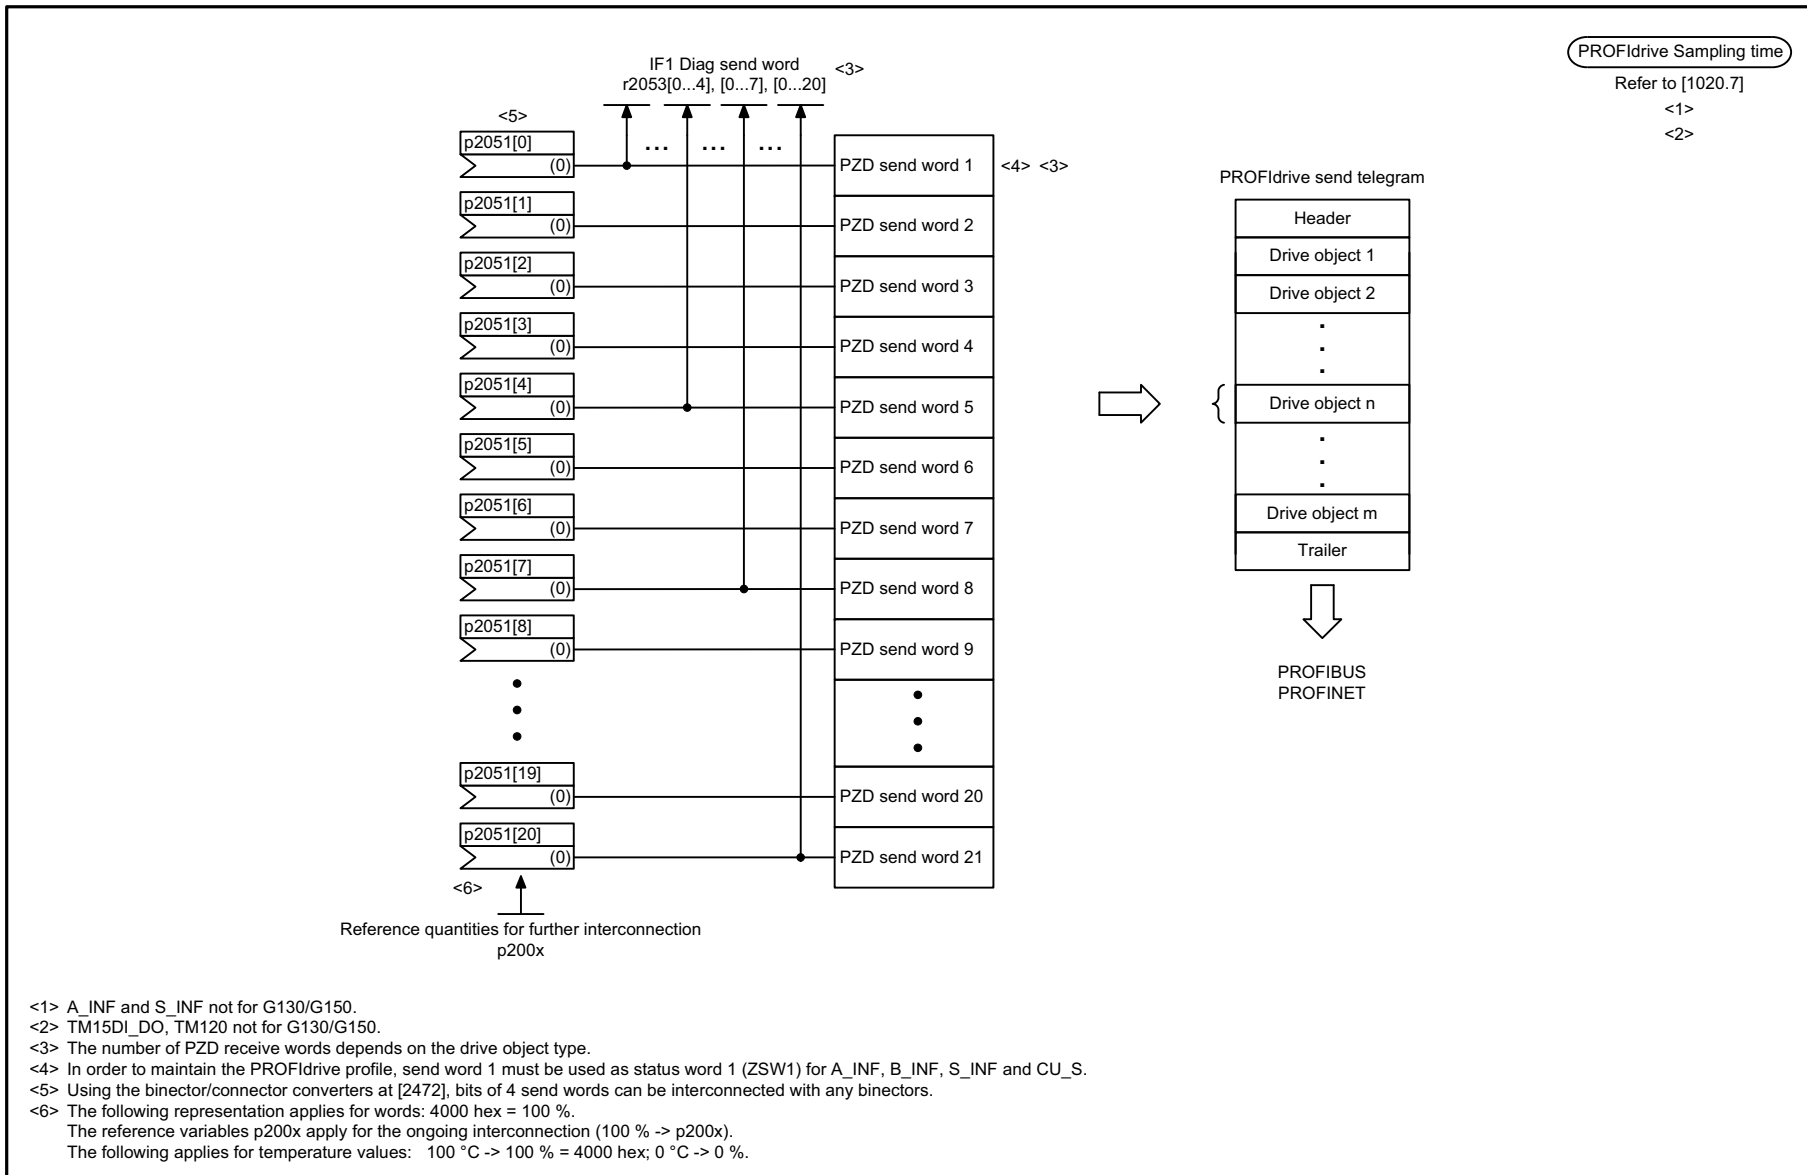 IF1 Diag send word
r2053[0...4], [0...7], [0...20]
<3>
PROFIdrive Sampling time
Refer to [1020.7]
<1>
<2>
<5>
... ... ...
p2051[0]
(0)
PZD send word 1
<4> <3>
p2051[1]
(0)
PZD send word 2
p2051[2]
(0)
PZD send word 3
p2051[3]
(0)
PZD send word 4
p2051[4]
(0)
PZD send word 5
p2051[5]
(0)
PZD send word 6
p2051[6]
(0)
PZD send word 7
p2051[7]
(0)
PZD send word 8
p2051[8]
(0)
PZD send word 9
p2051[19]
(0)
PZD send word 20
p2051[20]
(0)
PZD send word 21
<6>
Reference quantities for further interconnection
p200x
PROFIdrive send telegram
Header
Drive object 1
Drive object 2
Drive object n
Drive object m
Trailer
PROFIBUS
PROFINET
<1> A_INF and S_INF not for G130/G150.
<2> TM15DI_DO, TM120 not for G130/G150.
<3> The number of PZD receive words depends on the drive object type.
<4> In order to maintain the PROFIdrive profile, send word 1 must be used as status word 1 (ZSW1) for A_INF, B_INF, S_INF and CU_S.
<5> Using the binector/connector converters at [2472], bits of 4 send words can be interconnected with any binectors.
<6> The following representation applies for words: 4000 hex = 100 %.
The reference variables p200x apply for the ongoing interconnection (100 % -> p200x).
The following applies for temperature values: 100 °C -> 100 % = 4000 hex; 0 °C -> 0 %.